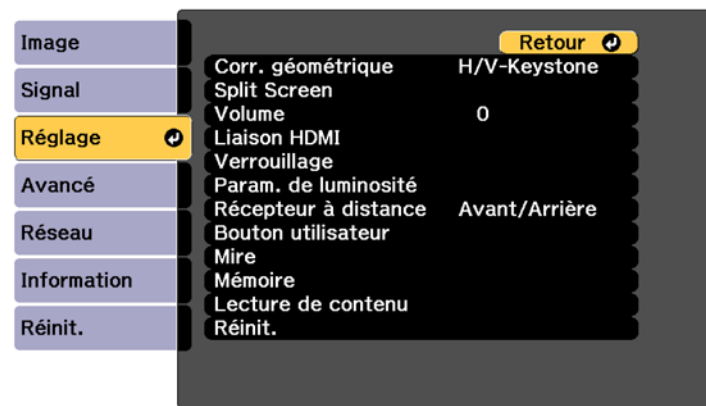 Image
Signal
Réglage
Avancé
Réseau
Information
Réinit.
Retour
Corr. géométrique H/V-Keystone
Split Screen
Volume 0
Liaison HDMI
Verrouillage
Param. de luminosité
Récepteur à distance Avant/Arrière
Bouton utilisateur
Mire
Mémoire
Lecture de contenu
Réinit.